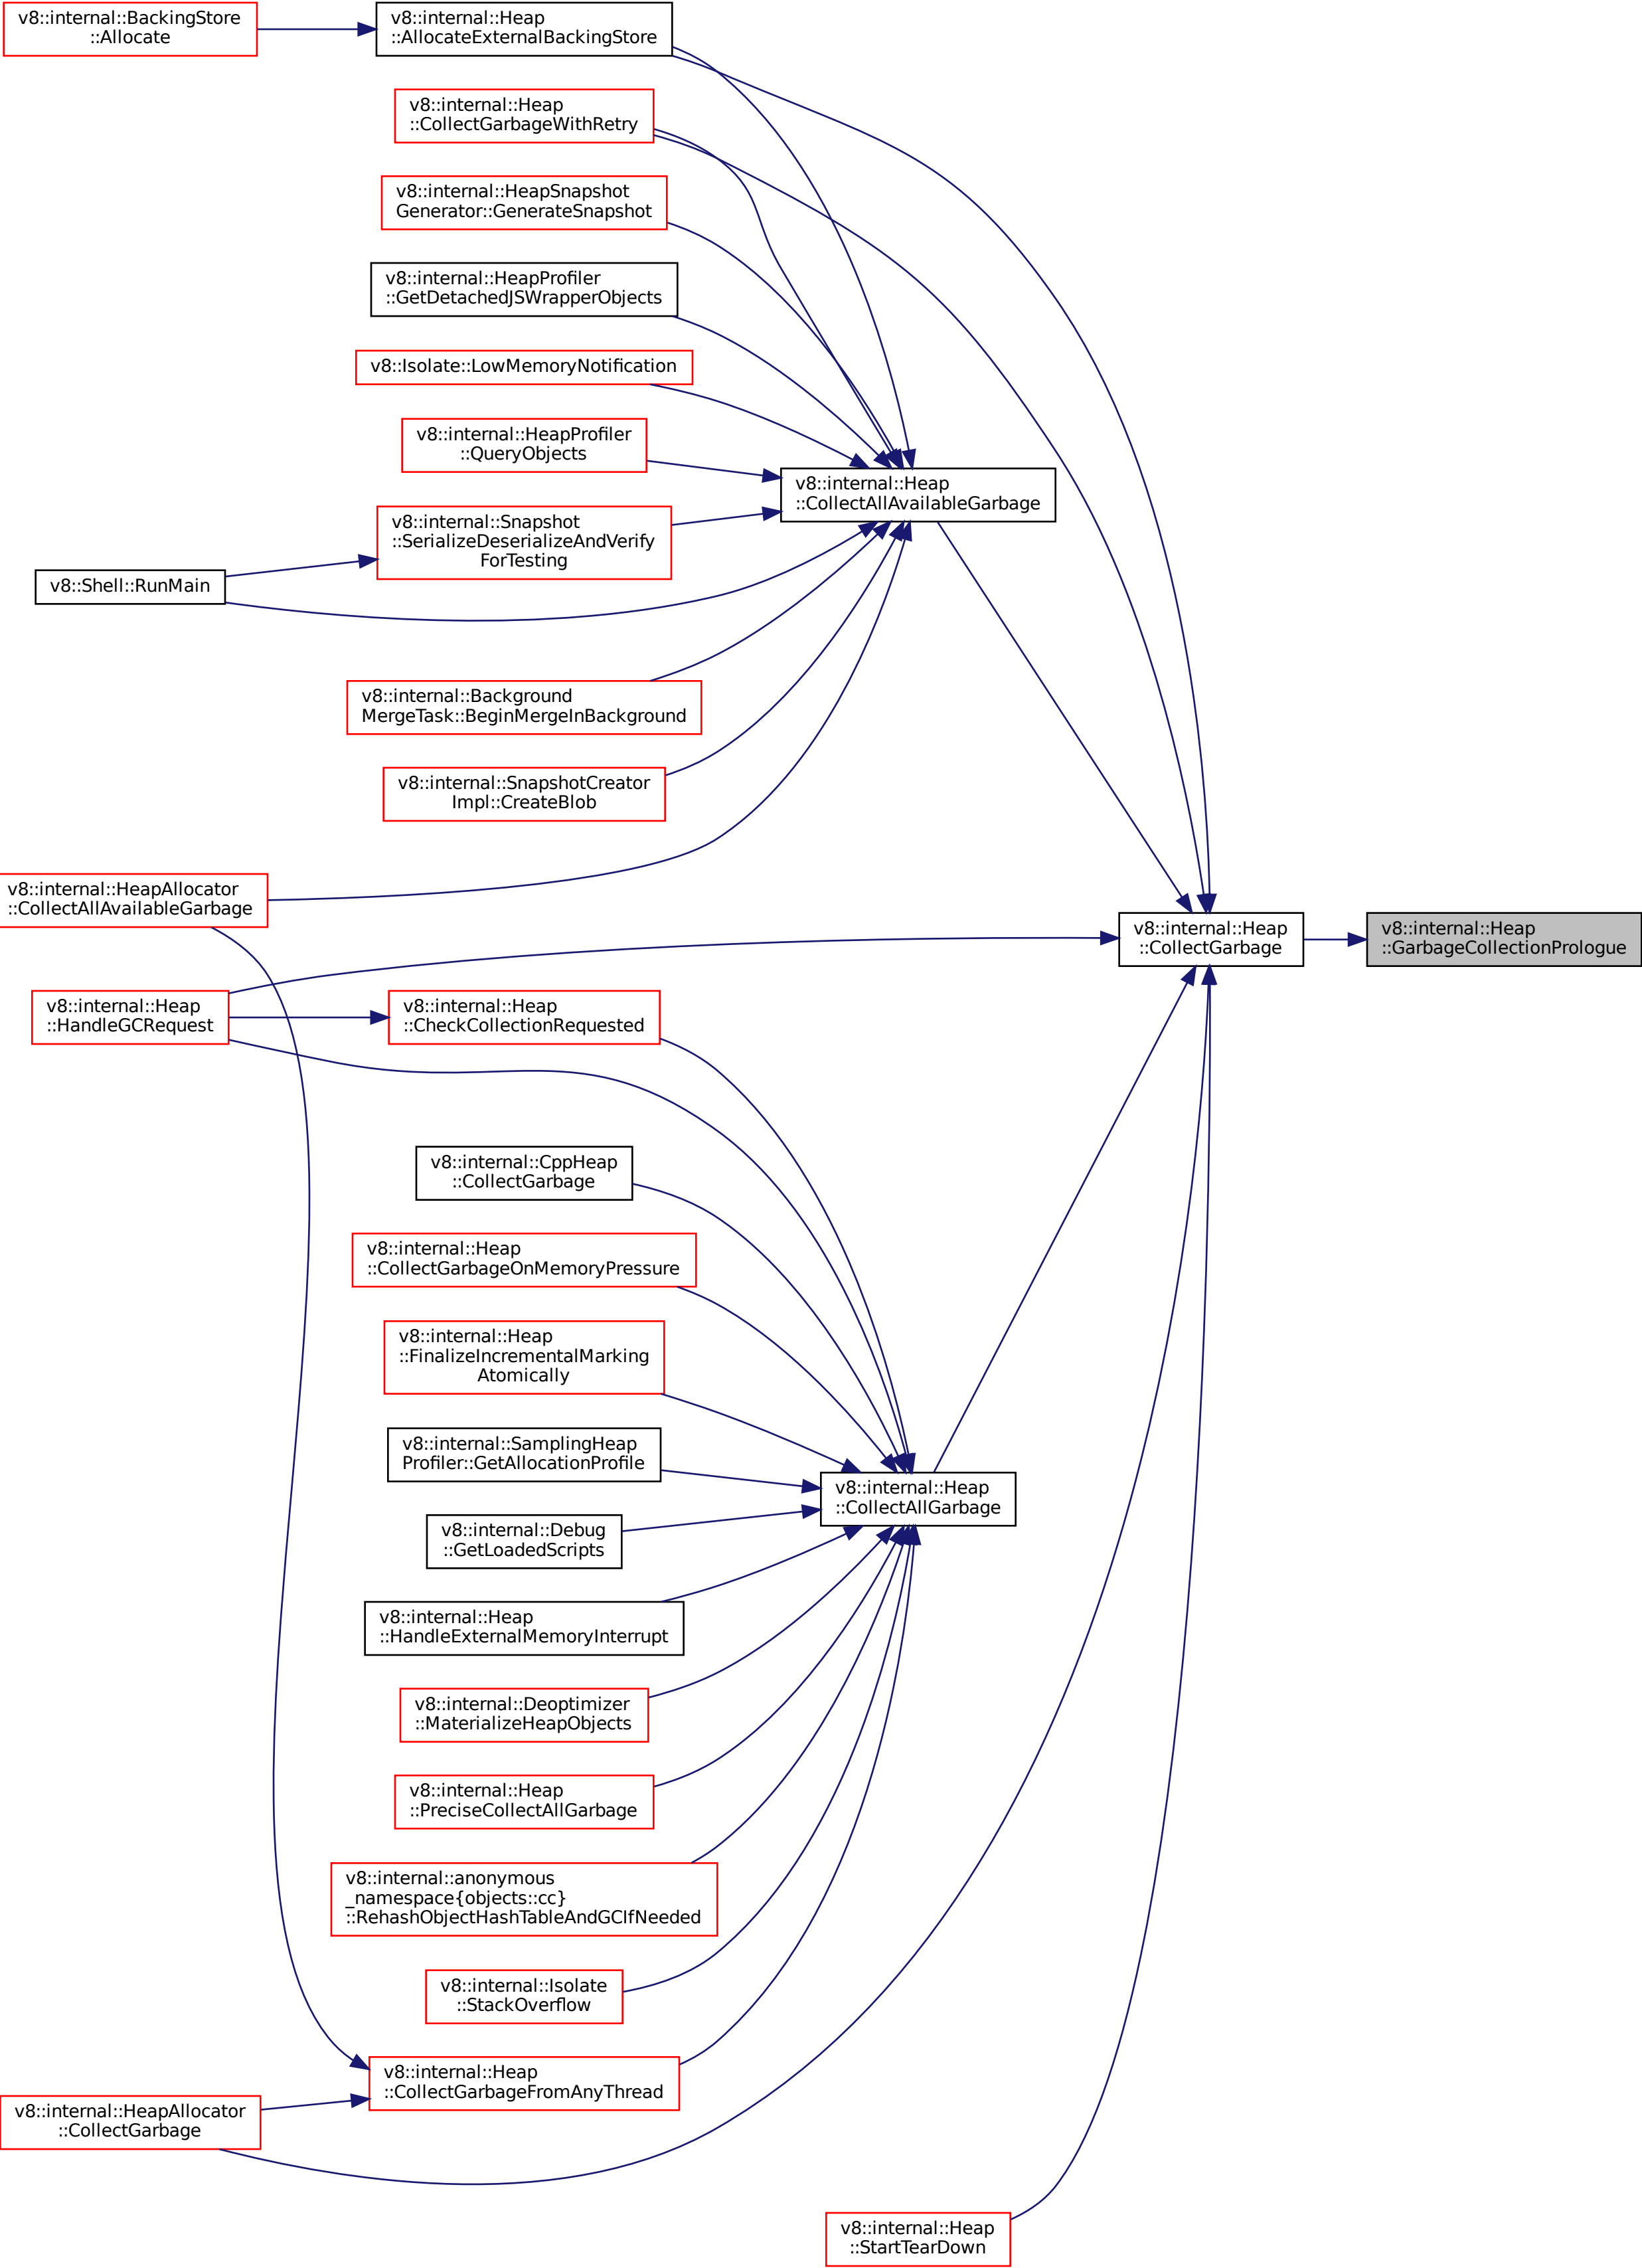 v8::internal::BackingStore
::Allocate
v8::internal::Heap
::AllocateExternalBackingStore
v8::internal::Heap
::CollectGarbageWithRetry
v8::internal::HeapSnapshot
Generator::GenerateSnapshot
v8::internal::HeapProfiler
::GetDetachedJSWrapperObjects
v8::Isolate::LowMemoryNotification
v8::internal::HeapProfiler
::QueryObjects
v8::internal::Heap
::CollectAllAvailableGarbage
v8::internal::Snapshot
::SerializeDeserializeAndVerify
ForTesting
v8::Shell::RunMain
v8::internal::Background
MergeTask::BeginMergeInBackground
v8::internal::SnapshotCreator
Impl::CreateBlob
v8::internal::HeapAllocator
::CollectAllAvailableGarbage
v8::internal::Heap
::CollectGarbage
v8::internal::Heap
::GarbageCollectionPrologue
v8::internal::Heap
::HandleGCRequest
v8::internal::Heap
::CheckCollectionRequested
v8::internal::CppHeap
::CollectGarbage
v8::internal::Heap
::CollectGarbageOnMemoryPressure
v8::internal::Heap
::FinalizeIncrementalMarking
Atomically
v8::internal::SamplingHeap
Profiler::GetAllocationProfile
v8::internal::Heap
::CollectAllGarbage
v8::internal::Debug
::GetLoadedScripts
v8::internal::Heap
::HandleExternalMemoryInterrupt
v8::internal::Deoptimizer
::MaterializeHeapObjects
v8::internal::Heap
::PreciseCollectAllGarbage
v8::internal::anonymous
_namespace{objects::cc}
::RehashObjectHashTableAndGCIfNeeded
v8::internal::Isolate
::StackOverflow
v8::internal::Heap
::CollectGarbageFromAnyThread
v8::internal::HeapAllocator
::CollectGarbage
v8::internal::Heap
::StartTearDown